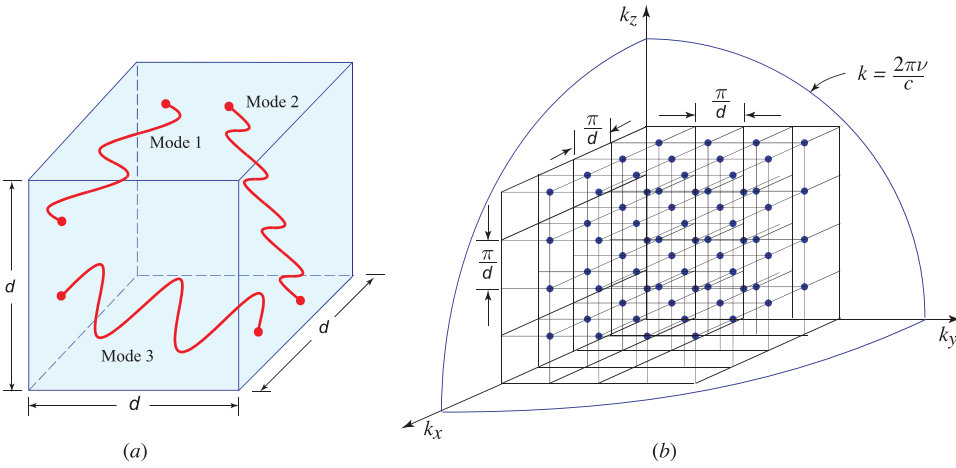 Mode 1
Mode 2
Mode 3
d
d
d
(a)
k_z
k = 2πν/c
π/d
π/d
π/d
k_y
k_x
(b)